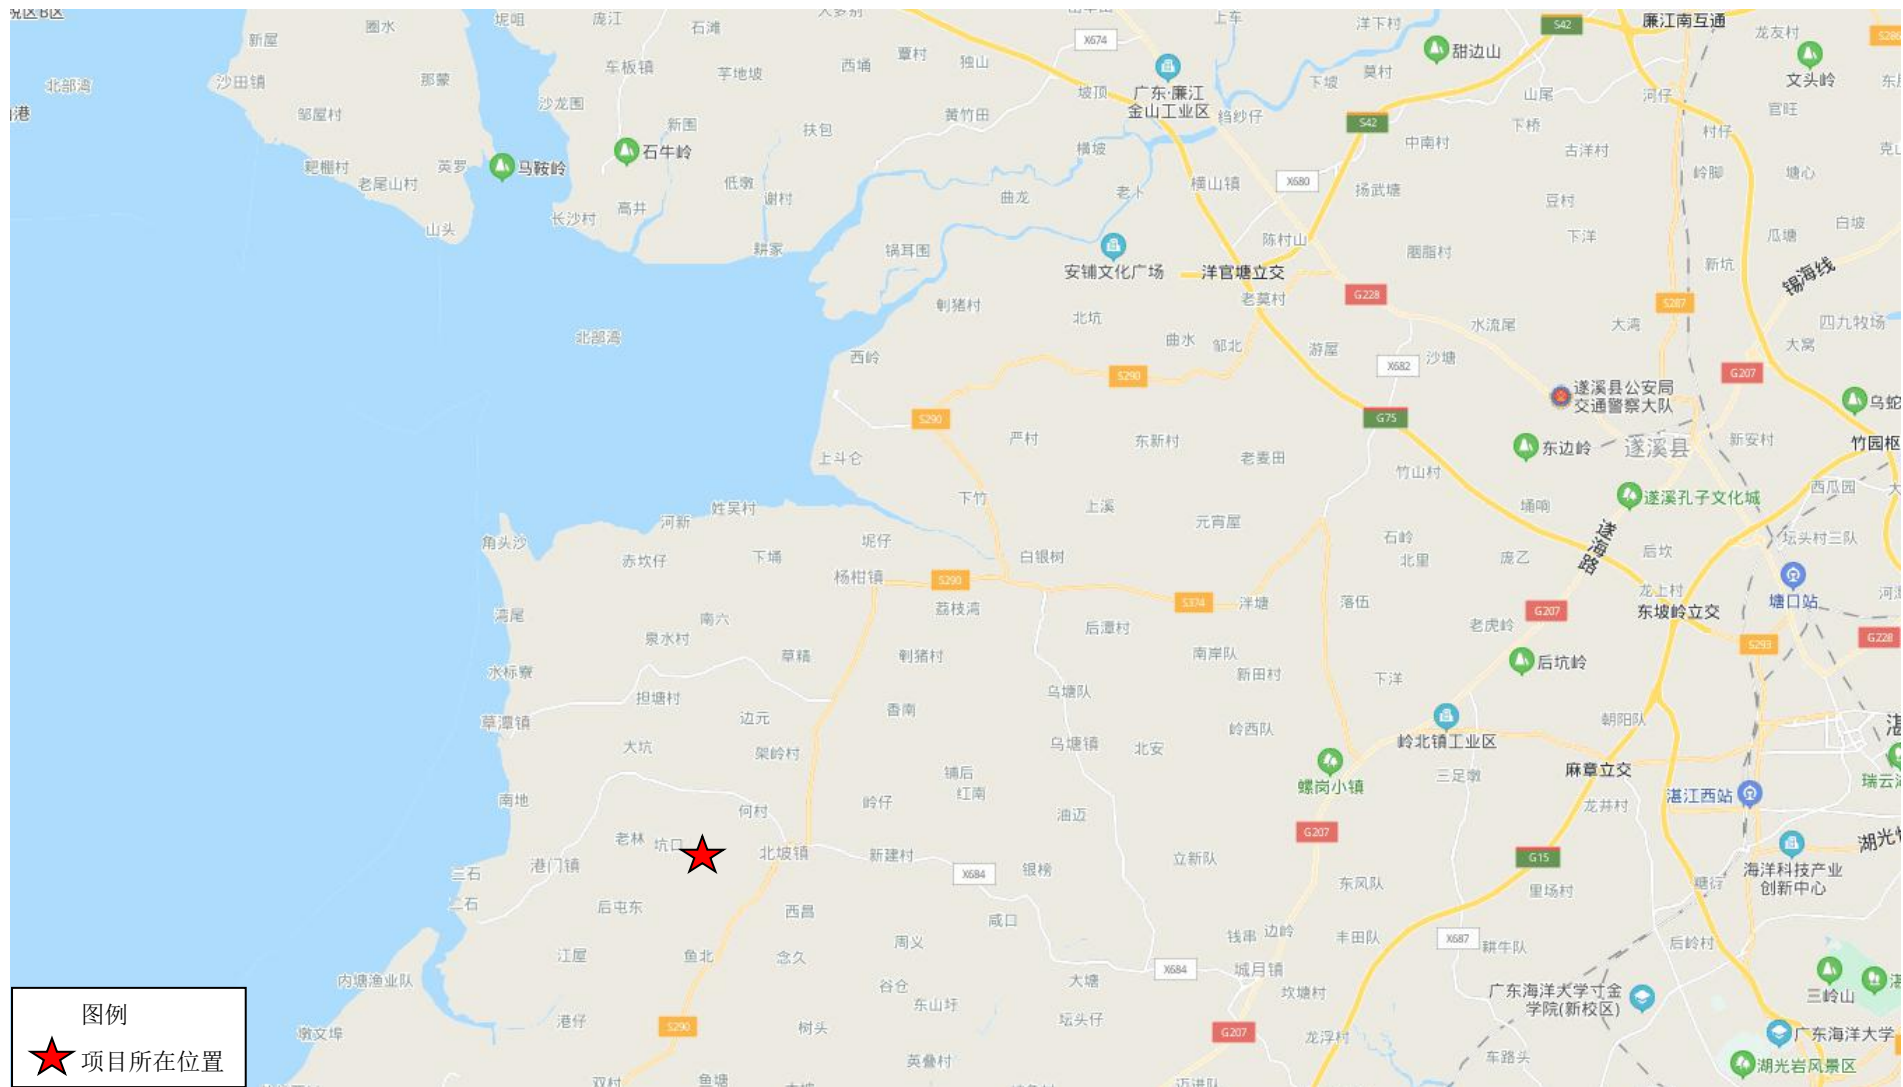 圈水
坭咀
庞江
石滩
上车
洋下村
S42
廉江南互通
龙友村
新屋
X674
甜边山
北部湾
沙田镇
那蒙
车板镇
芋地坡
西埇
覃村
独山
莫村
文头岭
沙龙围
坡顶
广东·廉江
金山工业区
下坡
山尾
河仔
官旺
港
邹屋村
新围
扶包
黄竹田
绉纱仔
S42
下桥
村仔
石牛岭
横坡
中南村
古洋村
耙棚村
英罗
马鞍岭
老尾山村
低墩
谢村
曲龙
老卜
横山镇
X680
扬武塘
岭脚
塘心
山头
长沙村
高井
豆村
白坡
耕家
锅耳围
陈村山
胭脂村
下洋
瓜塘
安铺文化广场
洋官塘立交
新坑
锡海线
剸猪村
老莫村
G228
S287
北部湾
北坑
水流尾
大湾
四九牧场
西岭
曲水
邹北
游屋
X682
沙塘
大窝
S290
G207
遂溪县公安局
交通警察大队
S290
G75
严村
东新村
东边岭
遂溪县
新安村
上斗仑
老麦田
竹山村
下竹
遂溪孔子文化城
西瓜园
河新
姓吴村
上溪
元宵屋
埇啲
角头沙
坭仔
石岭
遂海路
坛头村三队
赤坎仔
下埇
白银树
北里
庞乙
后坎
杨柑镇
S290
龙上村
塘口站
湾尾
荔枝湾
S374
泮塘
落伍
G207
东坡岭立交
南六
后潭村
老虎岭
G228
泉水村
S293
草精
剸猪村
南岸队
后坑岭
水标寮
新田村
下洋
担塘村
乌塘队
草潭镇
边元
香南
岭西队
朝阳队
大坑
架岭村
乌塘镇
北安
岭北镇工业区
铺后
麻章立交
三足墩
螺岗小镇
南地
何村
岭仔
红南
油迈
龙井村
湛江西站
老林
坑口
北坡镇
G207
新建村
立新队
G15
三石
港门镇
X684
银榜
东风队
里场村
海洋科技产业
创新中心
二石
后屯东
西昌
咸口
江屋
鱼北
念久
周义
钱串
边岭
丰田队
X687
耕牛队
后岭村
内塘渔业队
X684
城月镇
大塘
谷仓
坎塘村
广东海洋大学寸金
学院(新校区)
三岭山
图例
墩文埠
港仔
S290
树头
东山圩
坛头仔
G207
龙浮村
广东海洋大学
项目所在位置
英叠村
车路头
湖光岩风景区
双村
鱼塘
迈进队